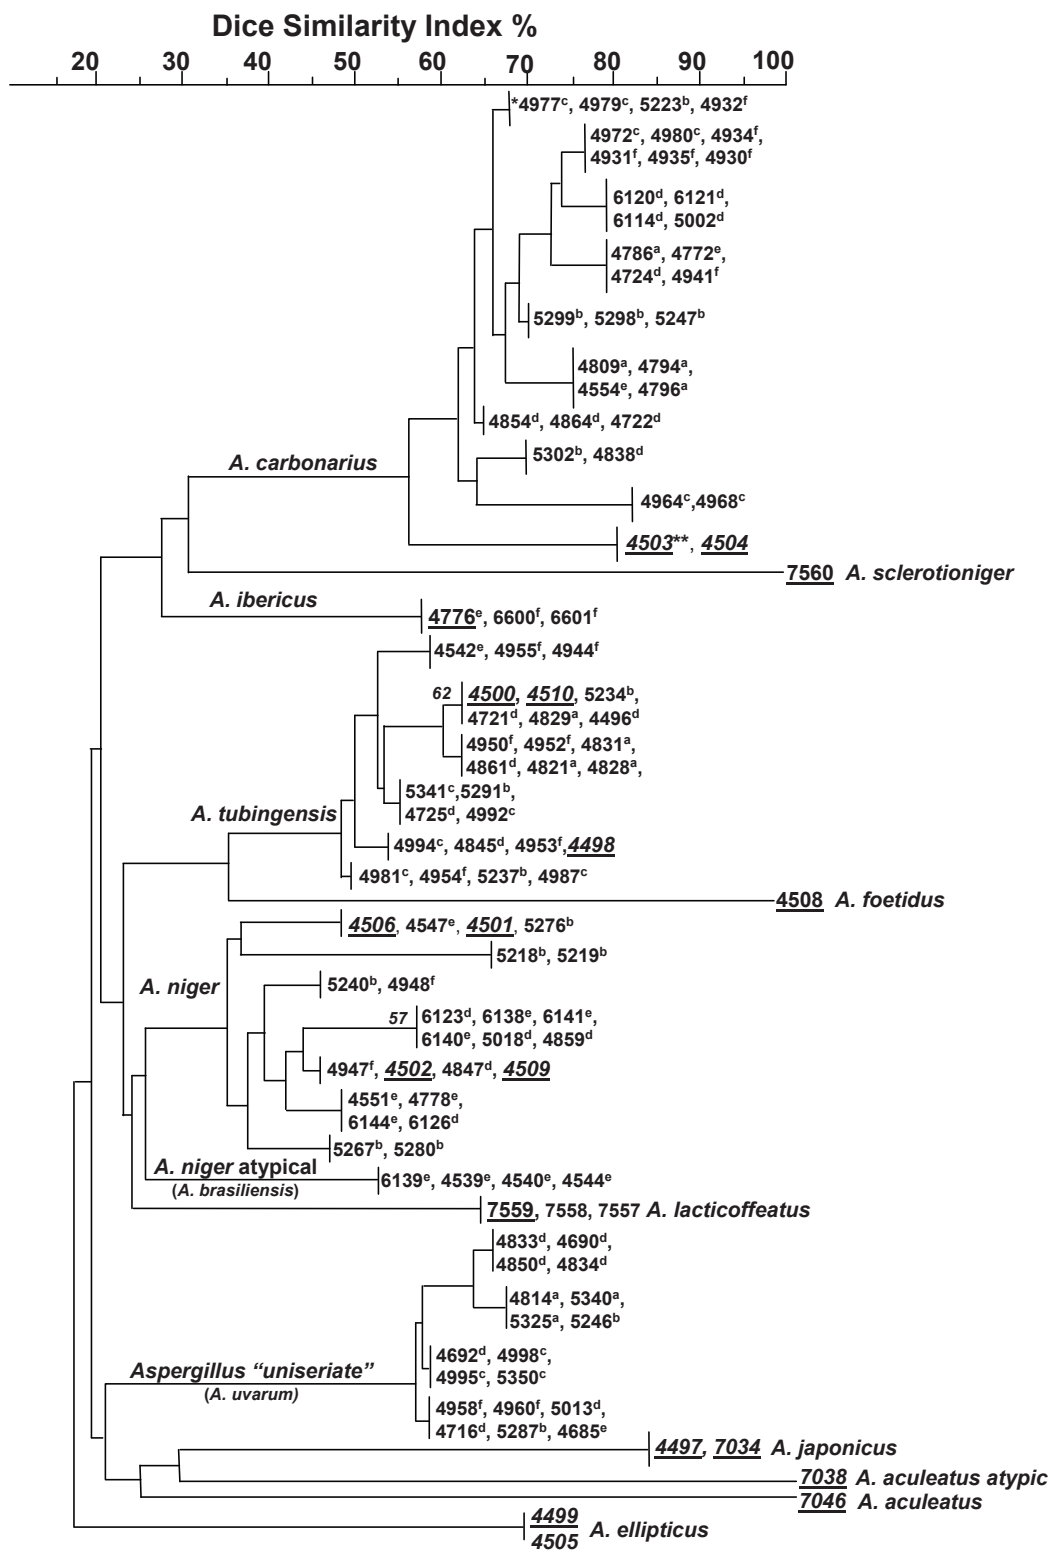 Dice Similarity Index %
20 30 40 50 60 70 80 90 100
*4977ᶜ, 4979ᶜ, 5223ᵇ, 4932ᶠ
4972ᶜ, 4980ᶜ, 4934ᶠ,
4931ᶠ, 4935ᶠ, 4930ᶠ
6120ᵈ, 6121ᵈ,
6114ᵈ, 5002ᵈ
4786ᵃ, 4772ᵉ,
4724ᵈ, 4941ᶠ
5299ᵇ, 5298ᵇ, 5247ᵇ
4809ᵃ, 4794ᵃ,
4554ᵉ, 4796ᵃ
4854ᵈ, 4864ᵈ, 4722ᵈ
A. carbonarius
5302ᵇ, 4838ᵈ
4964ᶜ,4968ᶜ
4503**, 4504
7560 A. sclerotioniger
A. ibericus
4776ᵉ, 6600ᶠ, 6601ᶠ
4542ᵉ, 4955ᶠ, 4944ᶠ
62 4500, 4510, 5234ᵇ,
4721ᵈ, 4829ᵃ, 4496ᵈ
4950ᶠ, 4952ᶠ, 4831ᵃ,
4861ᵈ, 4821ᵃ, 4828ᵃ,
5341ᶜ,5291ᵇ,
4725ᵈ, 4992ᶜ
A. tubingensis
4994ᶜ, 4845ᵈ, 4953ᶠ,4498
4981ᶜ, 4954ᶠ, 5237ᵇ, 4987ᶜ
4508 A. foetidus
4506, 4547ᵉ, 4501, 5276ᵇ
5218ᵇ, 5219ᵇ
A. niger
5240ᵇ, 4948ᶠ
57 6123ᵈ, 6138ᵉ, 6141ᵉ,
6140ᵉ, 5018ᵈ, 4859ᵈ
4947ᶠ, 4502, 4847ᵈ, 4509
4551ᵉ, 4778ᵉ,
6144ᵉ, 6126ᵈ
5267ᵇ, 5280ᵇ
A. niger atypical
(A. brasiliensis)
6139ᵉ, 4539ᵉ, 4540ᵉ, 4544ᵉ
7559, 7558, 7557 A. lacticoffeatus
4833ᵈ, 4690ᵈ,
4850ᵈ, 4834ᵈ
4814ᵃ, 5340ᵃ,
5325ᵃ, 5246ᵇ
4692ᵈ, 4998ᶜ,
4995ᶜ, 5350ᶜ
Aspergillus “uniseriate”
(A. uvarum)
4958ᶠ, 4960ᶠ, 5013ᵈ,
4716ᵈ, 5287ᵇ, 4685ᵉ
4497, 7034 A. japonicus
7038 A. aculeatus atypic
7046 A. aculeatus
4499
4505 A. ellipticus